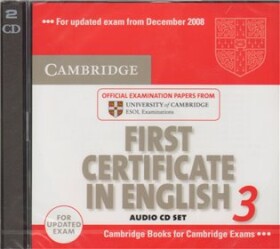 2
CD
••• For updated exam from December 2008
CAMBRIDGE
OFFICIAL EXAMINATION PAPERS FROM
UNIVERSITY of CAMBRIDGE
ESOL Examinations
FIRST
CERTIFICATE
IN ENGLISH 3
FOR
UPDATED
EXAM
AUDIO CD SET
Cambridge Books for Cambridge Exams •••